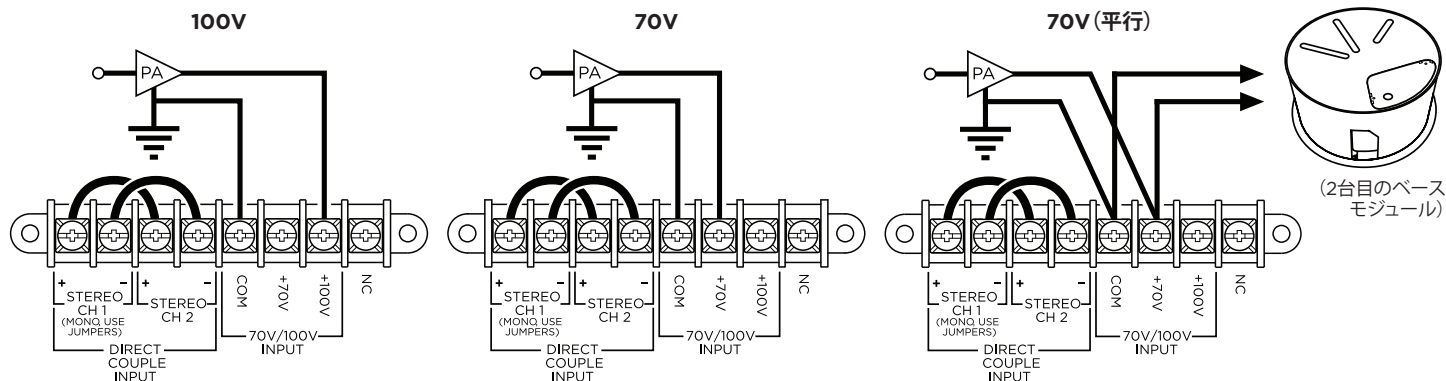 100V
PA
+
−
+
−
STEREO
CH 1
(MONO, USE
JUMPERS)
STEREO
CH 2
COM
+70V
+100V
NC
70V/100V
INPUT
DIRECT
COUPLE
INPUT
70V
PA
+
−
+
−
STEREO
CH 1
(MONO, USE
JUMPERS)
STEREO
CH 2
COM
+70V
+100V
NC
70V/100V
INPUT
DIRECT
COUPLE
INPUT
70V（平行）
PA
（2台目のベース
モジュール）
+
−
+
−
STEREO
CH 1
(MONO, USE
JUMPERS)
STEREO
CH 2
COM
+70V
+100V
NC
70V/100V
INPUT
DIRECT
COUPLE
INPUT